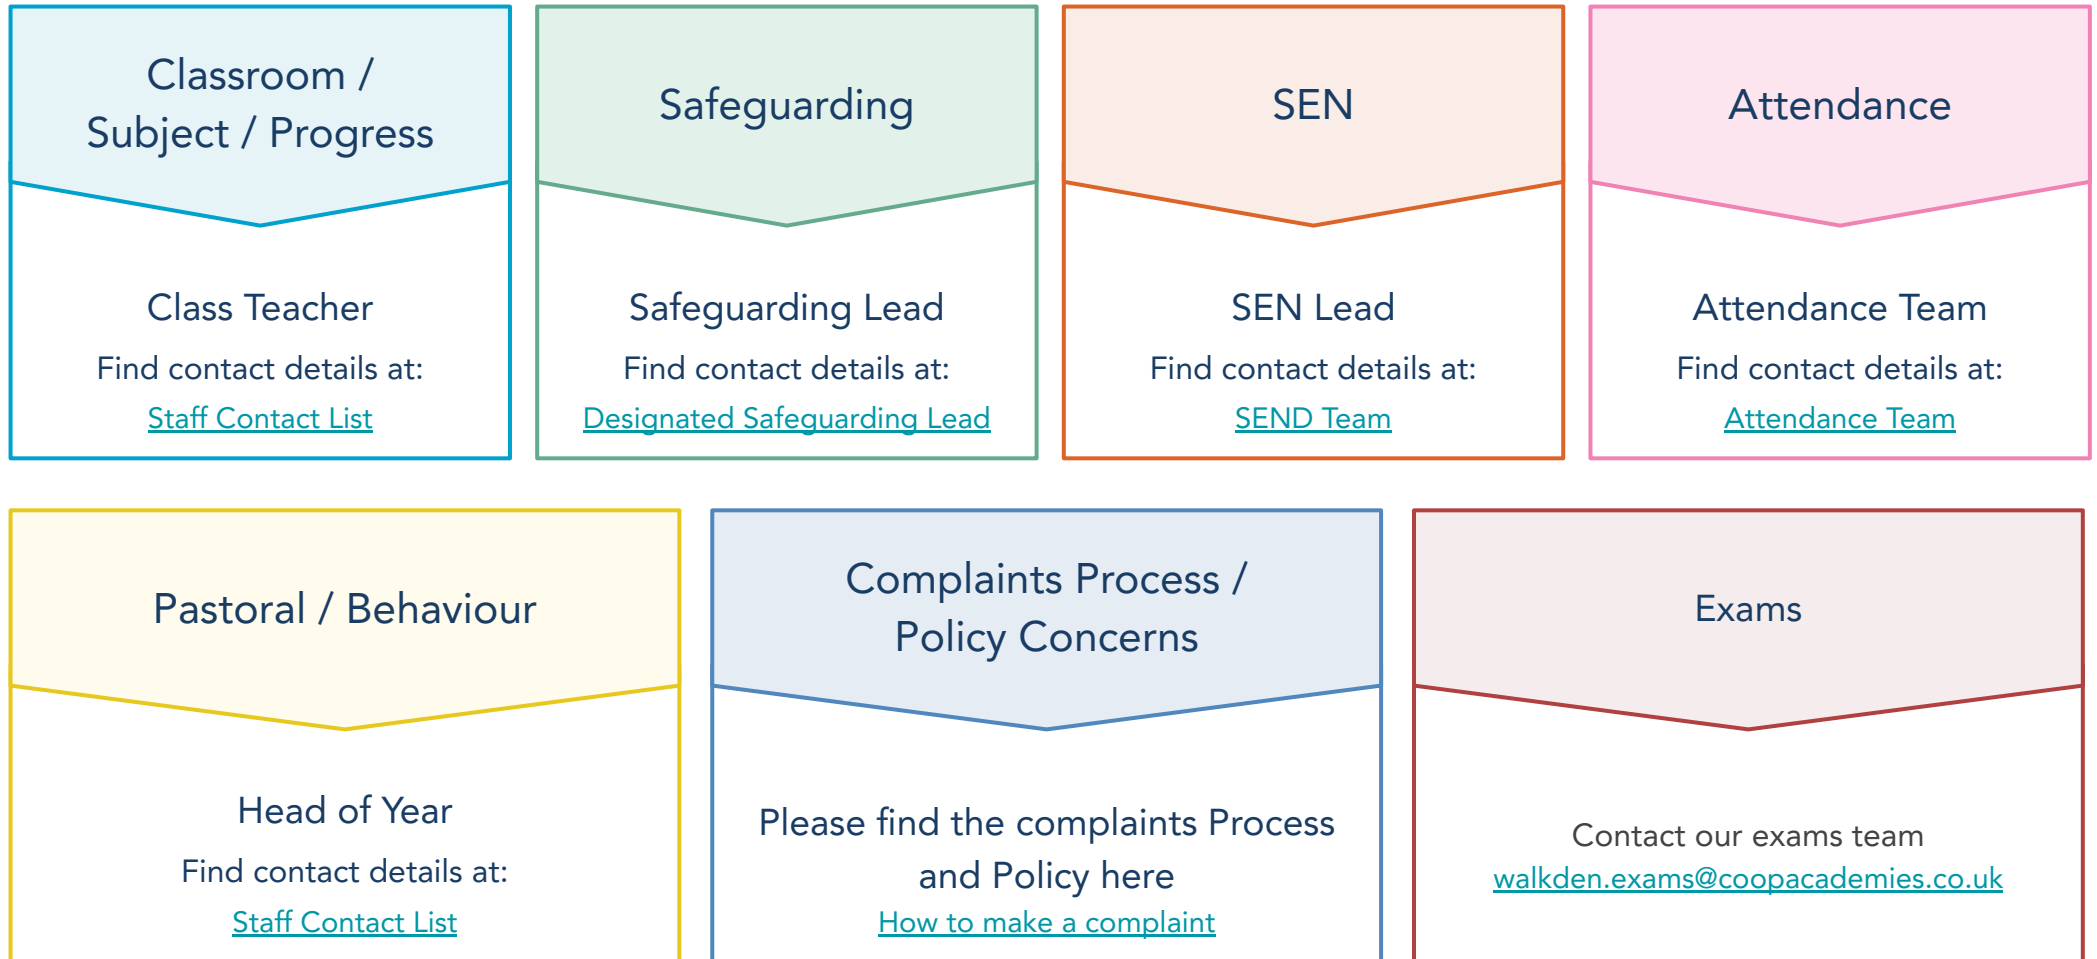 Classroom /
Subject / Progress
Class Teacher
Find contact details at:
Staff Contact List
Safeguarding
Safeguarding Lead
Find contact details at:
Designated Safeguarding Lead
SEN
SEN Lead
Find contact details at:
SEND Team
Attendance
Attendance Team
Find contact details at:
Attendance Team
Pastoral / Behaviour
Head of Year
Find contact details at:
Staff Contact List
Complaints Process /
Policy Concerns
Please find the complaints Process
and Policy here
How to make a complaint
Exams
Contact our exams team
walkden.exams@coopacademies.co.uk